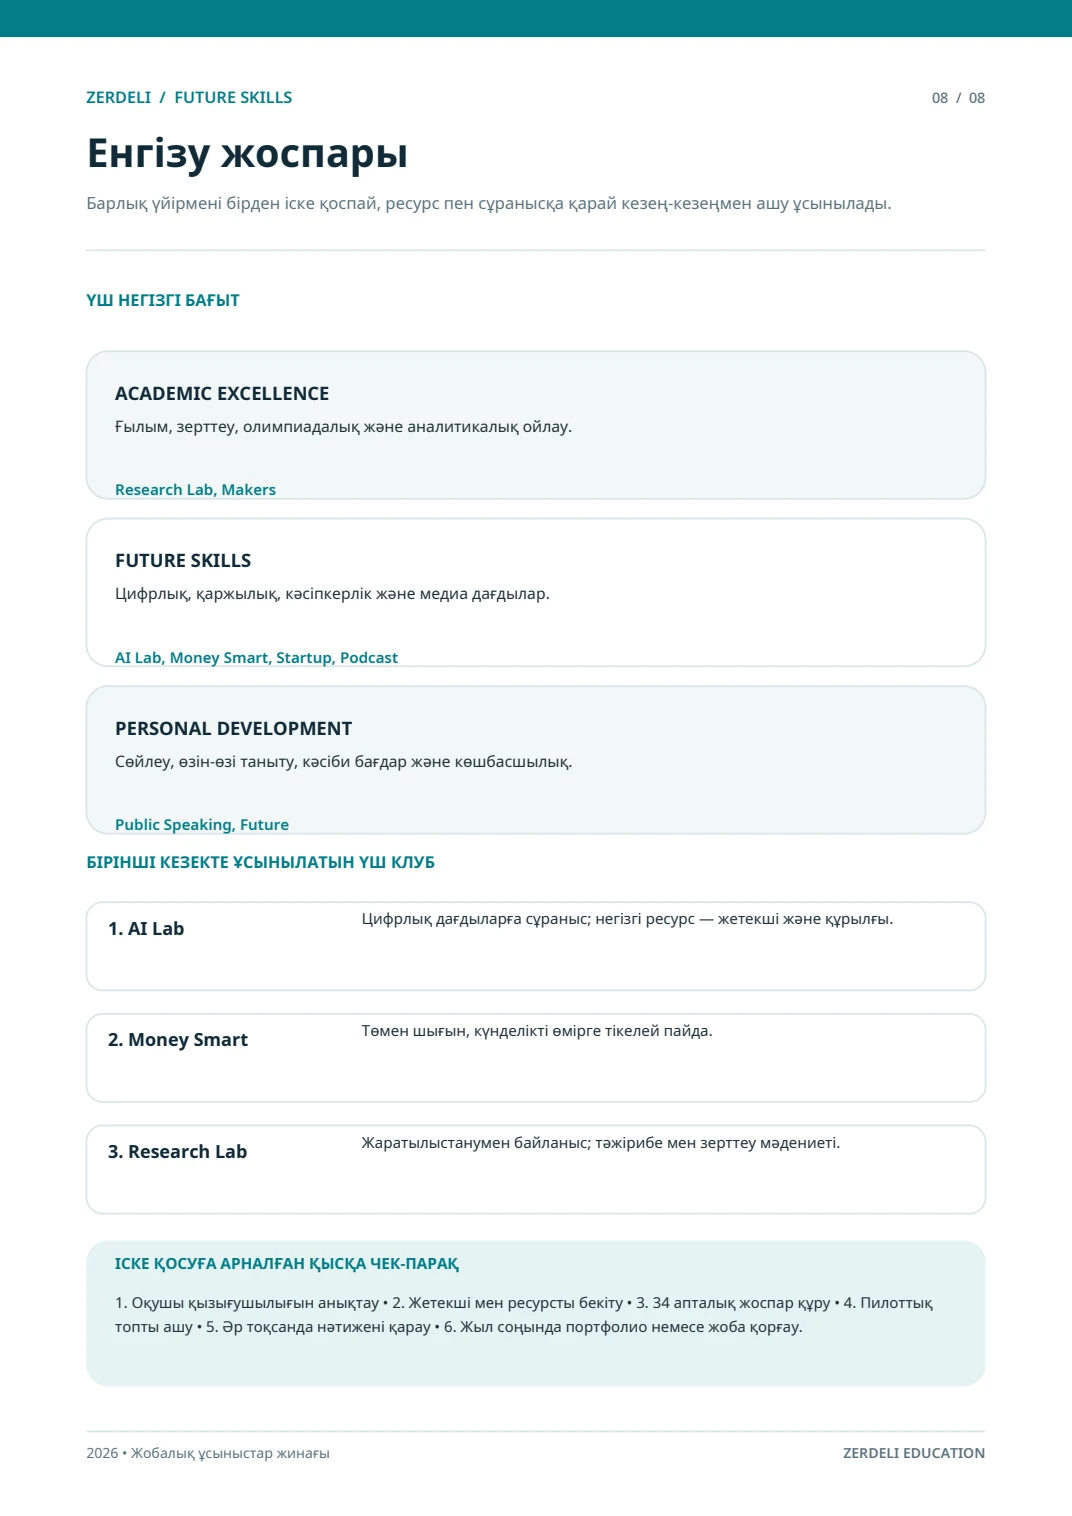 ZERDELI / FUTURE SKILLS
08 / 08
Енгізу жоспары
Барлық үйірмені бірден іске қоспай, ресурс пен сұранысқа қарай кезең-кезеңмен ашу ұсынылады.
ҮШ НЕГІЗГІ БАҒЫТ
ACADEMIC EXCELLENCE
Ғылым, зерттеу, олимпиадалық және аналитикалық ойлау.
Research Lab, Makers
FUTURE SKILLS
Цифрлық, қаржылық, кәсіпкерлік және медиа дағдылар.
AI Lab, Money Smart, Startup, Podcast
PERSONAL DEVELOPMENT
Сөйлеу, өзін-өзі таныту, кәсіби бағдар және көшбасшылық.
Public Speaking, Future
БІРІНШІ КЕЗЕКТЕ ҰСЫНЫЛАТЫН ҮШ КЛУБ
1. AI Lab
Цифрлық дағдыларға сұраныс; негізгі ресурс — жетекші және құрылғы.
2. Money Smart
Төмен шығын, күнделікті өмірге тікелей пайда.
3. Research Lab
Жаратылыстанумен байланыс; тәжірибе мен зерттеу мәдениеті.
ІСКЕ ҚОСУҒА АРНАЛҒАН ҚЫСҚА ЧЕК-ПАРАҚ
1. Оқушы қызығушылығын анықтау • 2. Жетекші мен ресурсты бекіту • 3. 34 апталық жоспар құру • 4. Пилоттық
топты ашу • 5. Әр тоқсанда нәтижені қарау • 6. Жыл соңында портфолио немесе жоба қорғау.
2026 • Жобалық ұсыныстар жинағы
ZERDELI EDUCATION